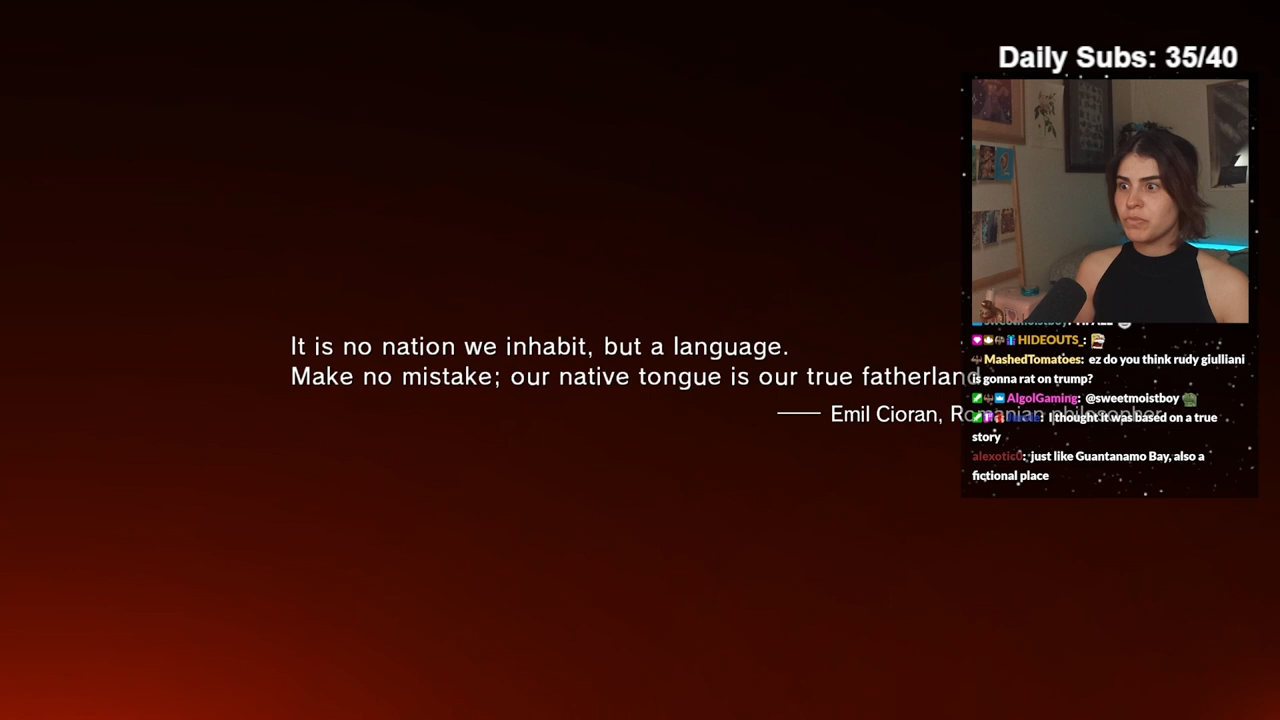 Daily Subs: 35/40
It is no nation we inhabit, but a language.
Make no mistake; our native tongue is our true fatherland.
Emil Cioran, Romanian philosopher
HIDEOUTS_:
MashedTomatoes: ez do you think rudy giulliani
is gonna rat on trump?
AlgolGaming: @sweetmoistboy
: I thought it was based on a true
story
alexotic0: just like Guantanamo Bay, also a
fictional place